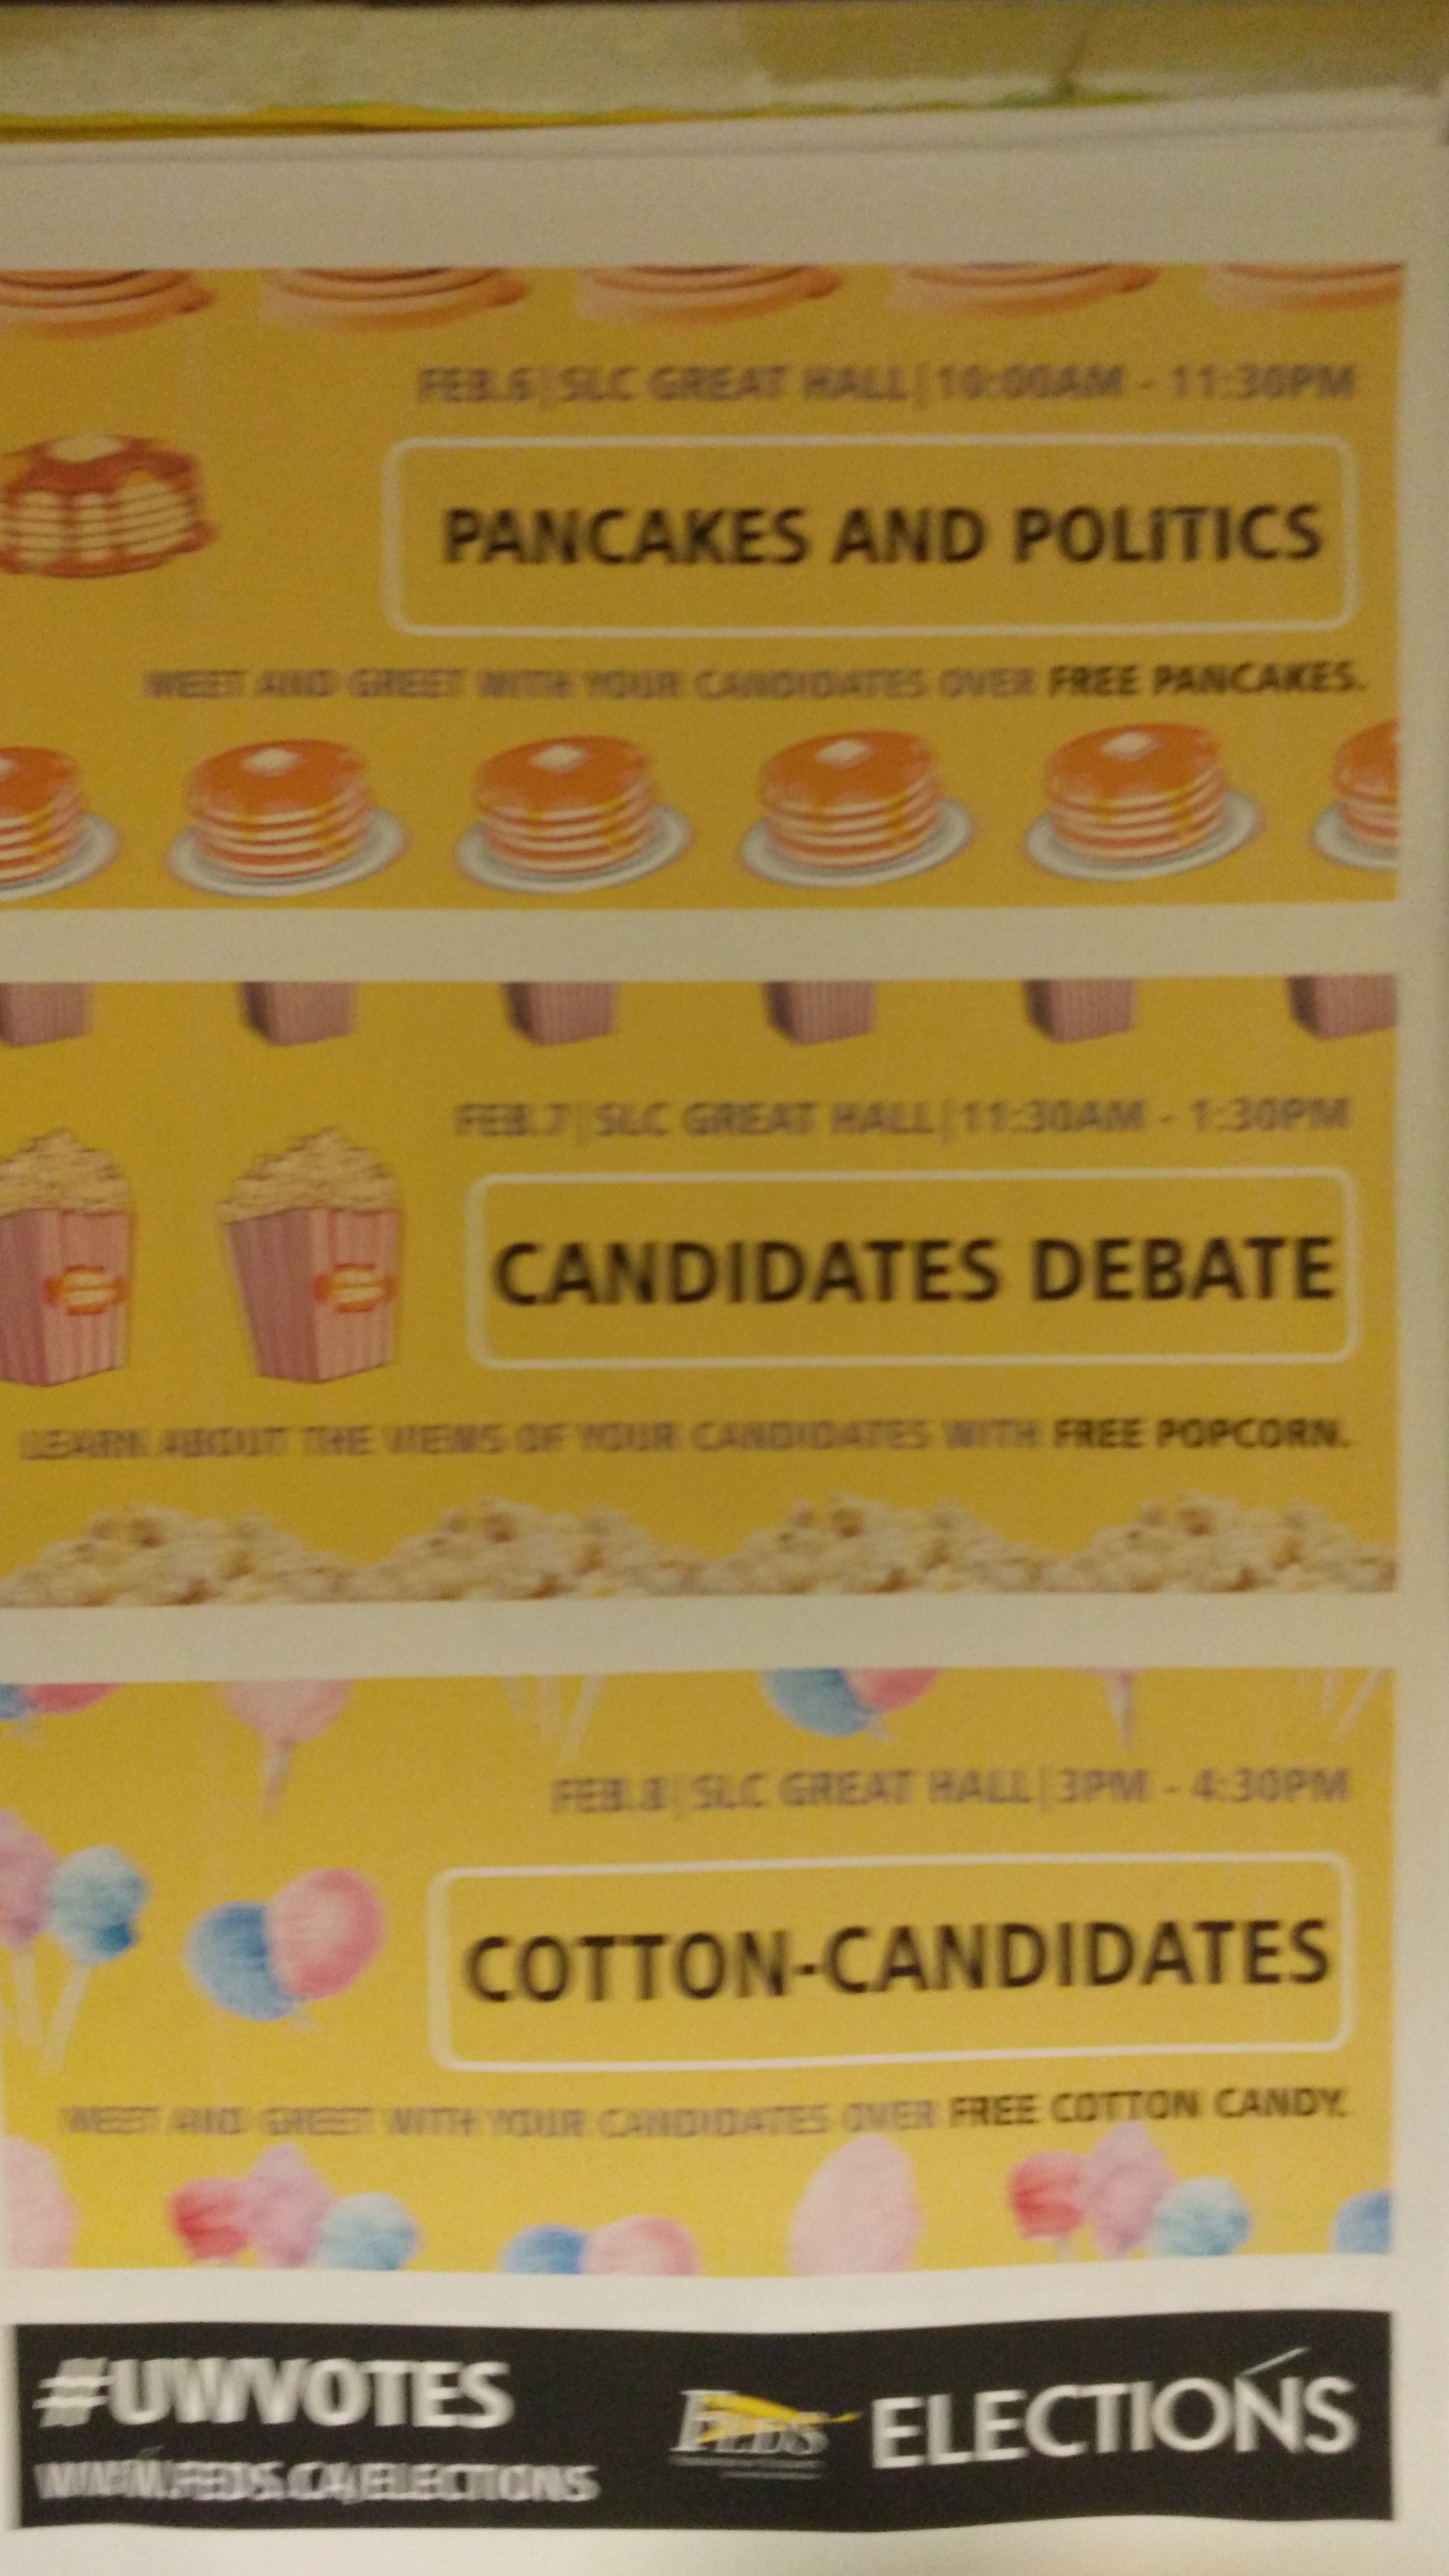 FEB.6|SLC GREAT HALL|10:00AM - 11:30PM
PANCAKES AND POLITICS
MEET AND GREET WITH YOUR CANDIDATES OVER FREE PANCAKES.
FEB.7|SLC GREAT HALL|11:30AM - 1:30PM
CANDIDATES DEBATE
LEARN ABOUT THE VIEWS OF YOUR CANDIDATES WITH FREE POPCORN.
FEB.8|SLC GREAT HALL|3PM - 4:30PM
COTTON-CANDIDATES
MEET AND GREET WITH YOUR CANDIDATES OVER FREE COTTON CANDY.
#UWVOTES
FEDS ELECTIONS
WWW.FEDS.CA/ELECTIONS